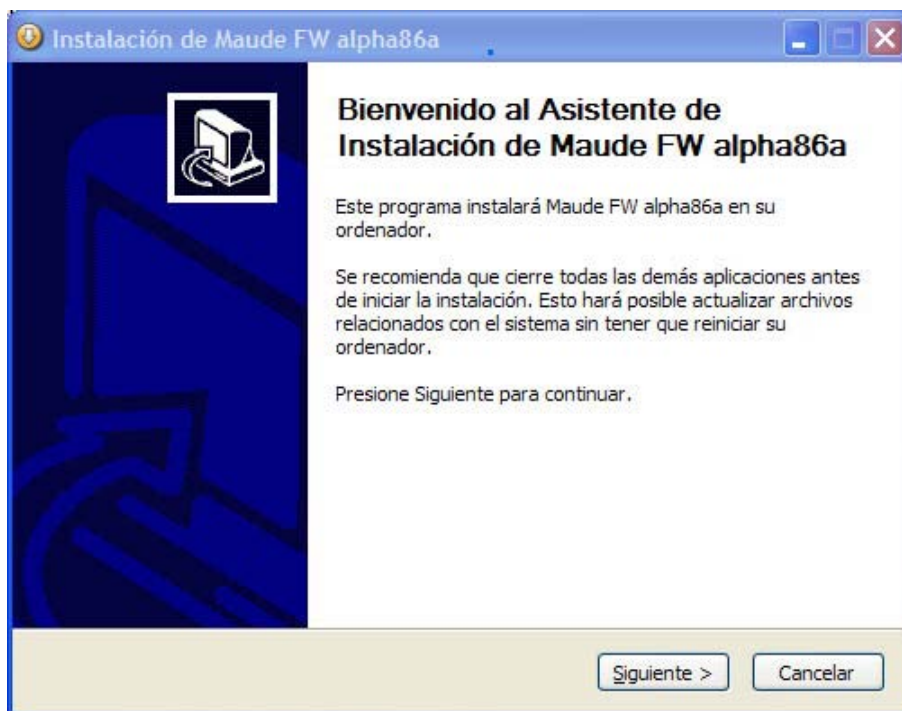 Instalación de Maude FW alpha86a
Bienvenido al Asistente de
Instalación de Maude FW alpha86a
Este programa instalará Maude FW alpha86a en su
ordenador.
Se recomienda que cierre todas las demás aplicaciones antes
de iniciar la instalación. Esto hará posible actualizar archivos
relacionados con el sistema sin tener que reiniciar su
ordenador.
Presione Siguiente para continuar.
Siguiente >
Cancelar